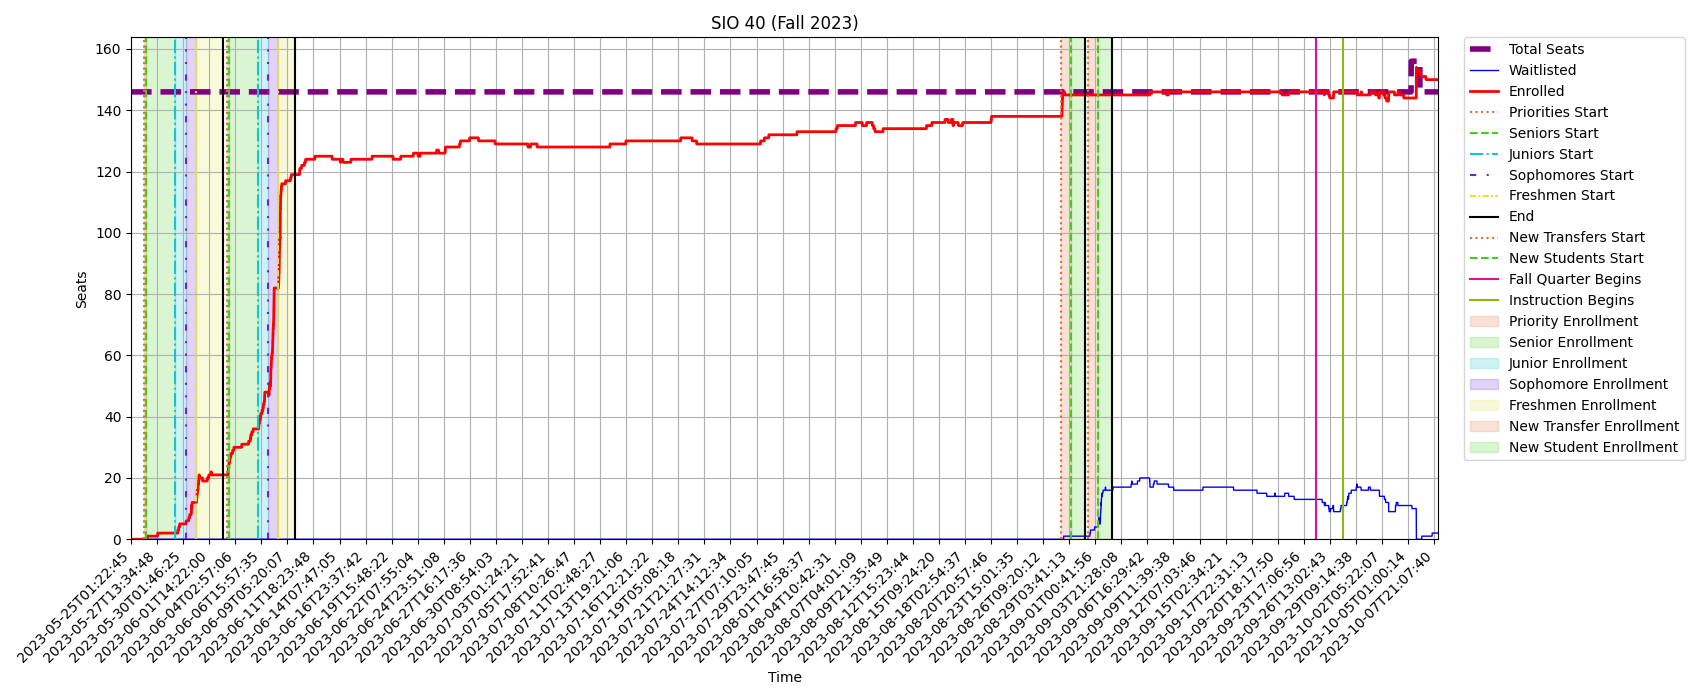 SIO 40 (Fall 2023)
160
140
120
100
80
60
40
20
0
Seats
2023-05-25T01:22:45
2023-05-27T13:34:48
2023-05-30T01:46:25
2023-06-01T14:22:00
2023-06-04T02:57:06
2023-06-06T15:57:35
2023-06-09T05:20:07
2023-06-11T18:23:48
2023-06-14T07:47:05
2023-06-16T23:37:42
2023-06-19T15:48:22
2023-06-22T07:55:04
2023-06-24T23:51:08
2023-06-27T16:17:36
2023-06-30T08:54:03
2023-07-03T01:24:21
2023-07-05T17:52:41
2023-07-08T10:26:47
2023-07-11T02:48:27
2023-07-13T19:21:06
2023-07-16T12:21:22
2023-07-19T05:08:18
2023-07-21T21:27:31
2023-07-24T14:12:34
2023-07-27T07:10:05
2023-07-29T23:47:45
2023-08-01T16:58:37
2023-08-04T10:42:31
2023-08-07T04:01:09
2023-08-09T21:35:49
2023-08-12T15:23:44
2023-08-15T09:24:20
2023-08-18T02:54:37
2023-08-20T20:57:46
2023-08-23T15:01:35
2023-08-26T09:20:12
2023-08-29T03:41:13
2023-09-01T00:41:56
2023-09-03T21:28:08
2023-09-06T16:29:42
2023-09-09T11:39:38
2023-09-12T07:03:46
2023-09-15T02:34:21
2023-09-17T22:31:13
2023-09-20T18:17:50
2023-09-23T17:06:56
2023-09-26T13:02:43
2023-09-29T09:14:38
2023-10-02T05:22:07
2023-10-05T01:00:14
2023-10-07T21:07:40
Time
Total Seats
Waitlisted
Enrolled
Priorities Start
Seniors Start
Juniors Start
Sophomores Start
Freshmen Start
End
New Transfers Start
New Students Start
Fall Quarter Begins
Instruction Begins
Priority Enrollment
Senior Enrollment
Junior Enrollment
Sophomore Enrollment
Freshmen Enrollment
New Transfer Enrollment
New Student Enrollment